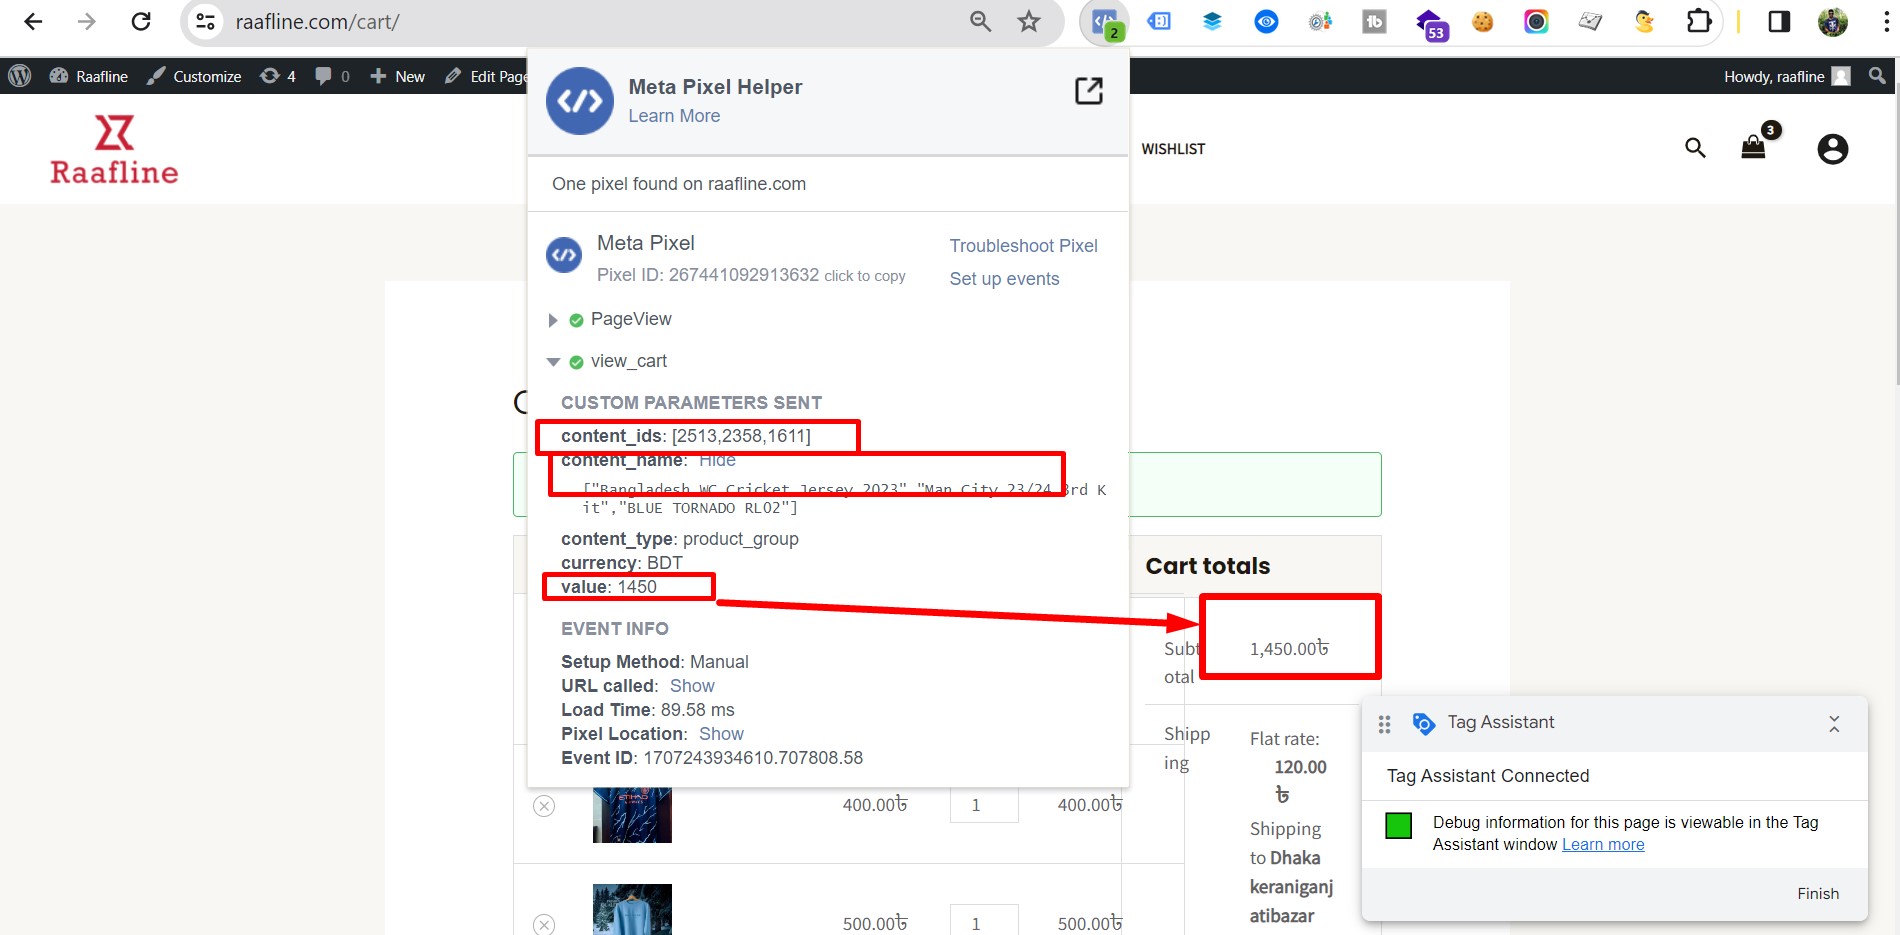 raafline.com/cart/
2
53
Raafline
Customize
4
0
New
Edit Page
Howdy, raafline
Raafline
WISHLIST
3
Meta Pixel Helper
Learn More
One pixel found on raafline.com
Meta Pixel
Troubleshoot Pixel
Pixel ID: 267441092913632 click to copy
Set up events
PageView
view_cart
CUSTOM PARAMETERS SENT
content_ids: [2513,2358,1611]
content_name: Hide
["Bangladesh WC Cricket Jersey 2023","Man City 23/24 3rd K
it","BLUE TORNADO RL02"]
content_type: product_group
currency: BDT
value: 1450
EVENT INFO
Setup Method: Manual
URL called: Show
Load Time: 89.58 ms
Pixel Location: Show
Event ID: 1707243934610.707808.58
Cart totals
Subt
otal
1,450.00৳
Shipp
ing
Flat rate:
120.00
৳
Shipping
to Dhaka
keraniganj
atibazar
ETIHAD
400.00৳
1
400.00৳
500.00৳
1
500.00৳
Tag Assistant
Tag Assistant Connected
Debug information for this page is viewable in the Tag
Assistant window Learn more
Finish